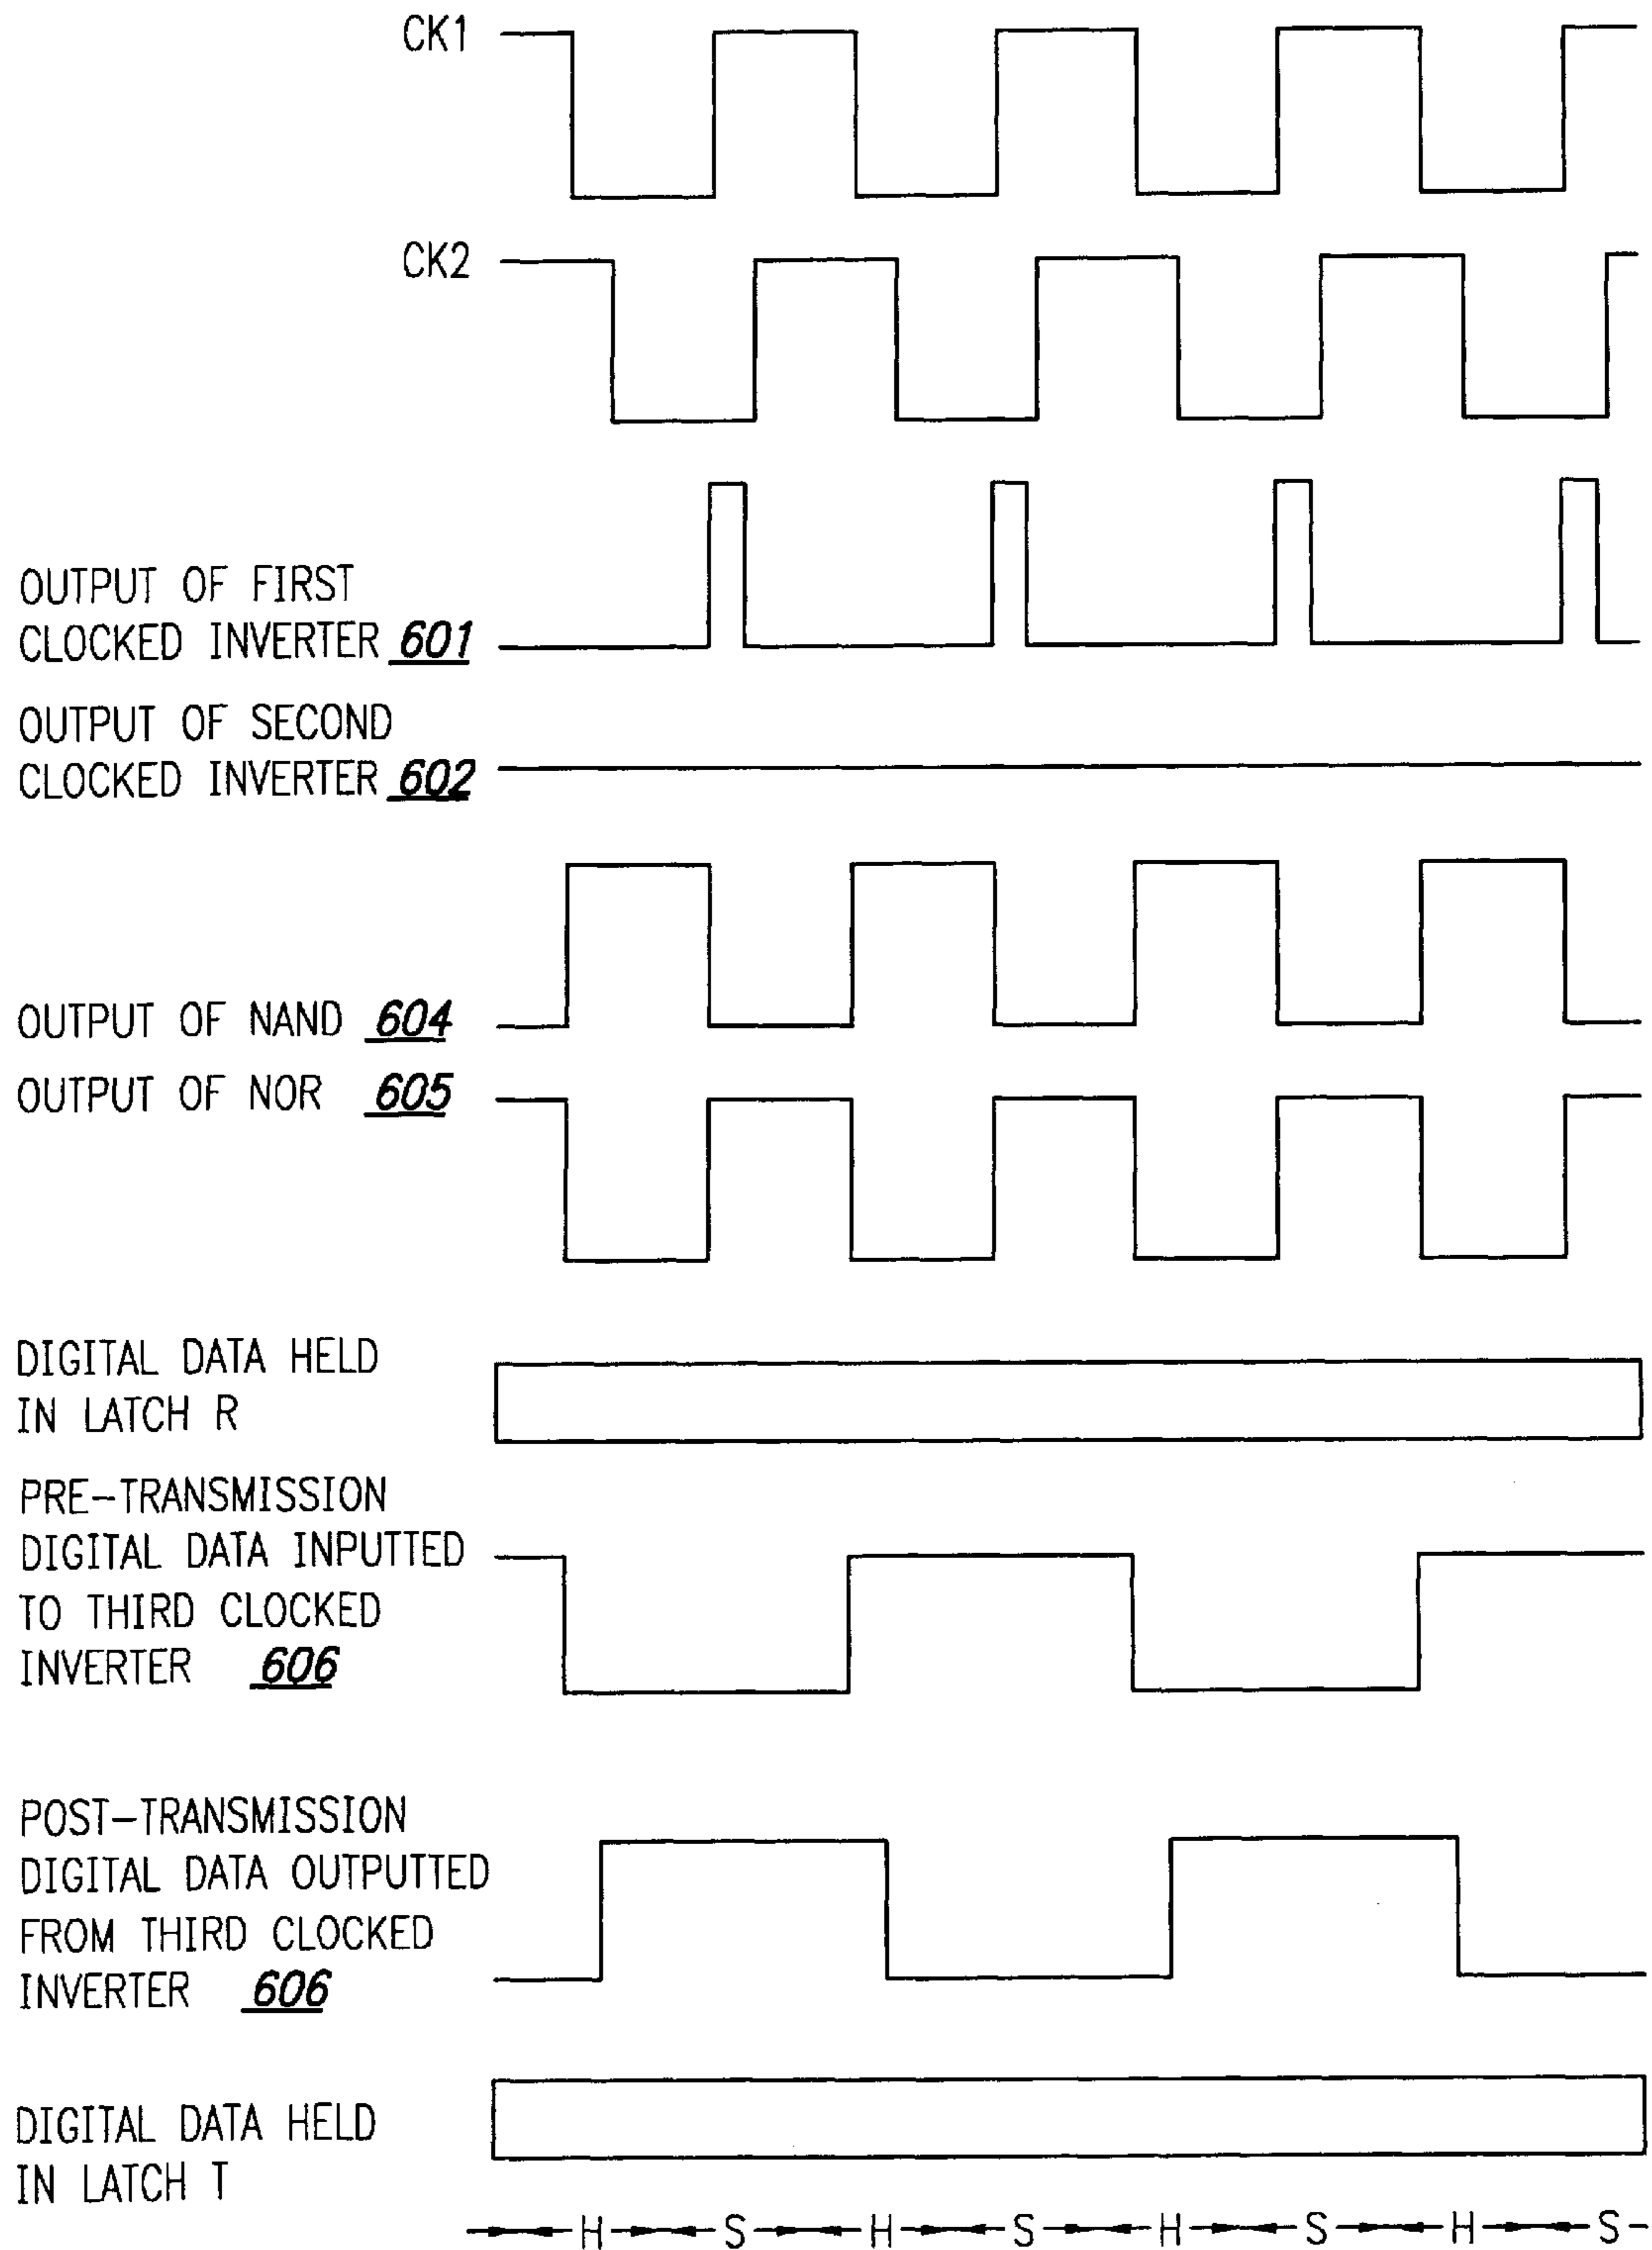 CK1
CK2
OUTPUT OF FIRST
CLOCKED INVERTER 601
OUTPUT OF SECOND
CLOCKED INVERTER 602
OUTPUT OF NAND 604
OUTPUT OF NOR 605
DIGITAL DATA HELD
IN LATCH R
PRE-TRANSMISSION
DIGITAL DATA INPUTTED
TO THIRD CLOCKED
INVERTER 606
POST-TRANSMISSION
DIGITAL DATA OUTPUTTED
FROM THIRD CLOCKED
INVERTER 606
DIGITAL DATA HELD
IN LATCH T
H S H S H S H S